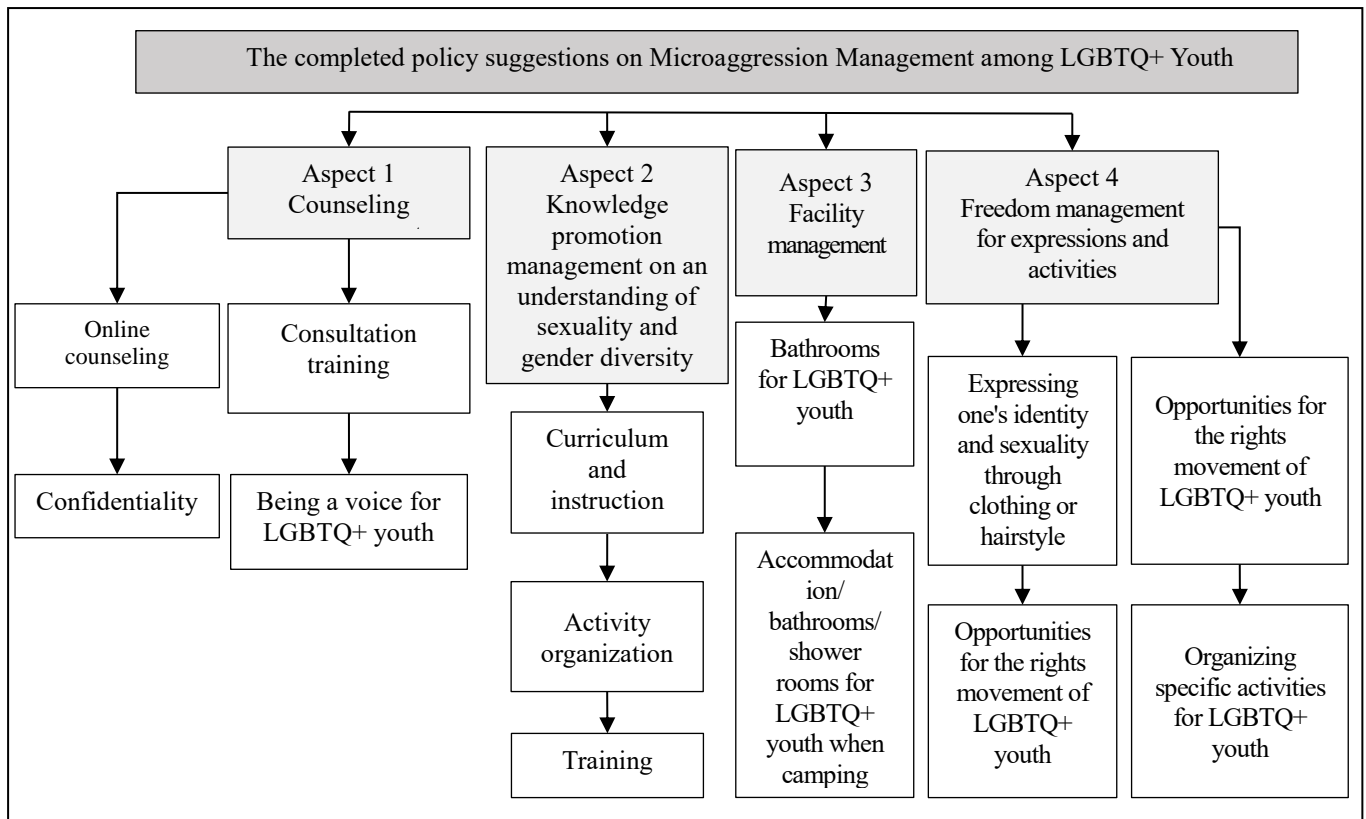 The completed policy suggestions on Microaggression Management among LGBTQ+ Youth
Aspect 1
Counseling
.
Online
counseling
Confidentiality
Consultation
training
Being a voice for
LGBTQ+ youth
Aspect 2
Knowledge
promotion
management on an
understanding of
sexuality and
gender diversity
Curriculum
and
instruction
Activity
organization
Training
Aspect 3
Facility
management
Bathrooms
for LGBTQ+
youth
Accommodat
ion/
bathrooms/
shower
rooms for
LGBTQ+
youth when
camping
Aspect 4
Freedom management
for expressions and
activities
Expressing
one's identity
and sexuality
through
clothing or
hairstyle
Opportunities
for the rights
movement of
LGBTQ+
youth
Opportunities for
the rights
movement of
LGBTQ+ youth
Organizing
specific activities
for LGBTQ+
youth